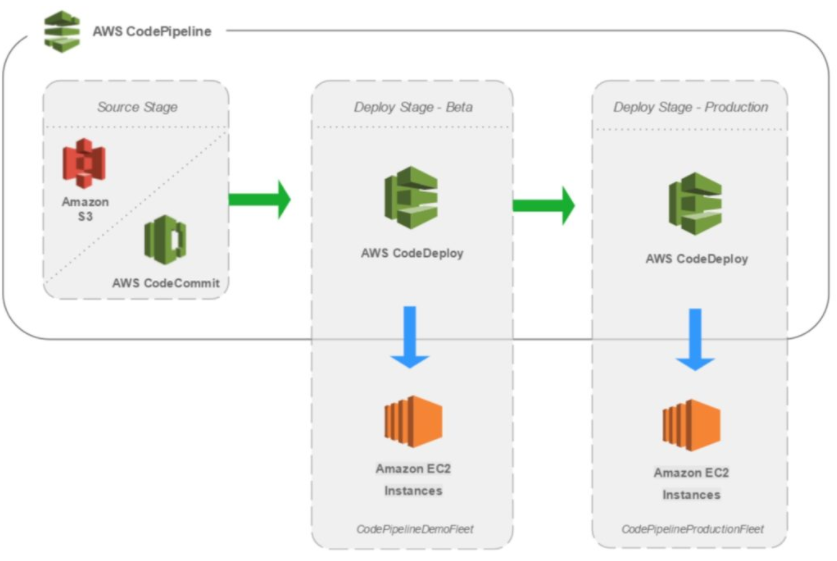 AWS CodePipeline
Source Stage
Amazon
S3
AWS CodeCommit
Deploy Stage - Beta
AWS CodeDeploy
Amazon EC2
Instances
CodePipelineDemoFleet
Deploy Stage - Production
AWS CodeDeploy
Amazon EC2
Instances
CodePipelineProductionFleet